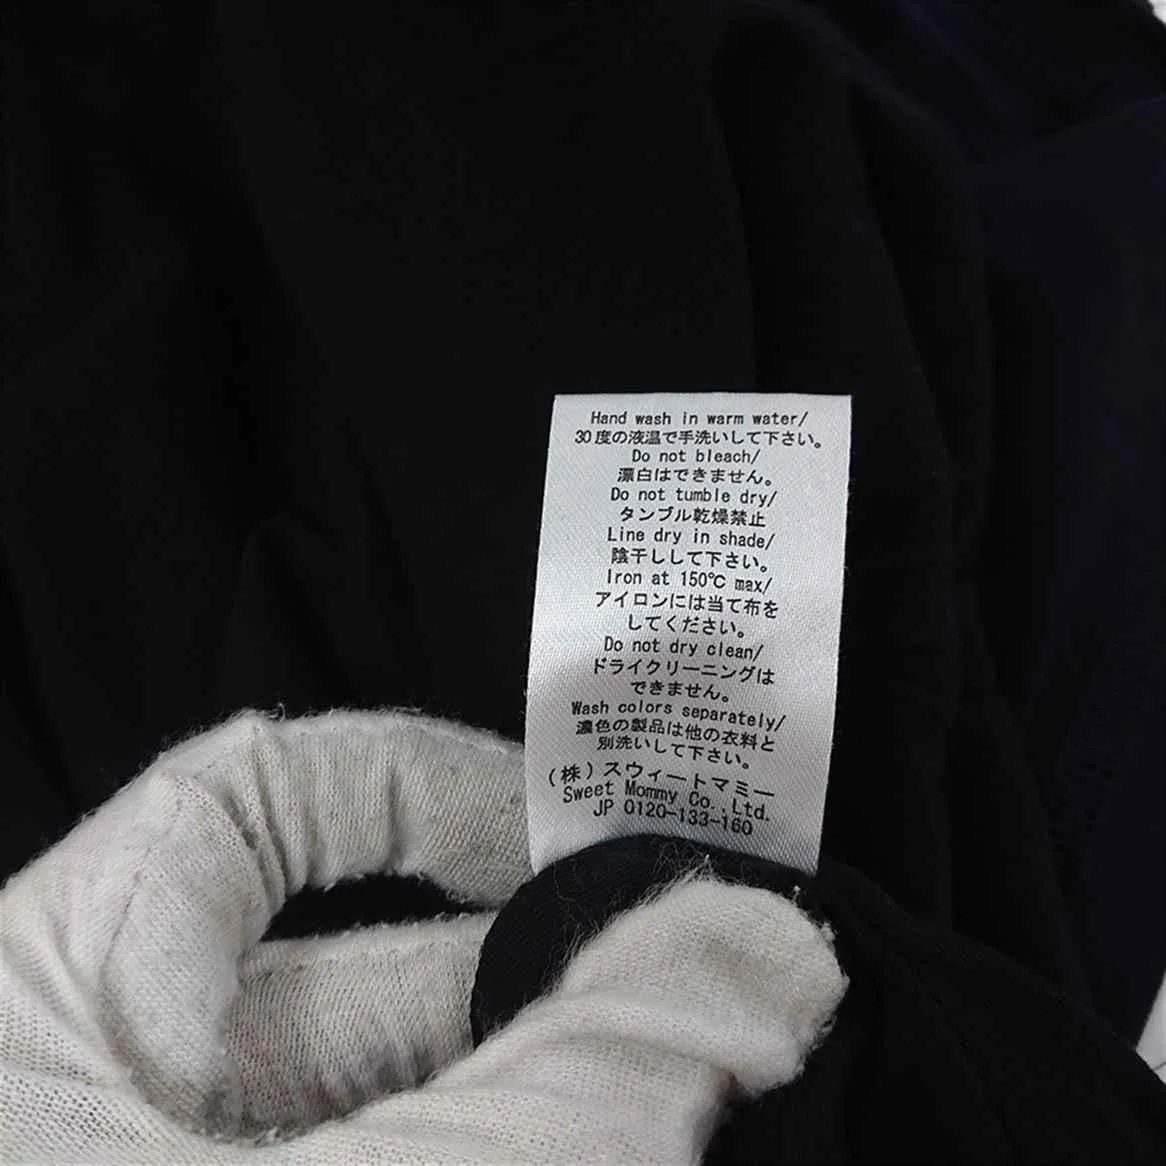 Hand wash in warm water/
30度の液温で手洗いして下さい。
Do not bleach/
漂白はできません。
Do not tumble dry/
タンブル乾燥禁止
Line dry in shade/
陰干しして下さい。
Iron at 150℃ max/
アイロンには当て布を
してください。
Do not dry clean/
ドライクリーニングは
できません。
Wash colors separately/
濃色の製品は他の衣料と
別洗いして下さい。
(株)スウィートマミー
Sweet Mommy Co.,Ltd.
JP 0120-133-160